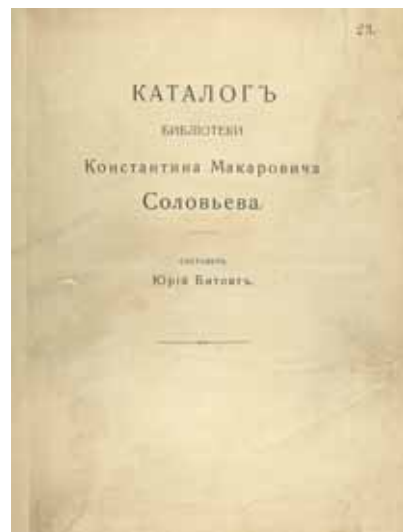 23.
КАТАЛОГЪ
БИБЛІОТЕКИ
Константина Макаровича
Соловьева.
составилъ
Юрій Битовтъ.